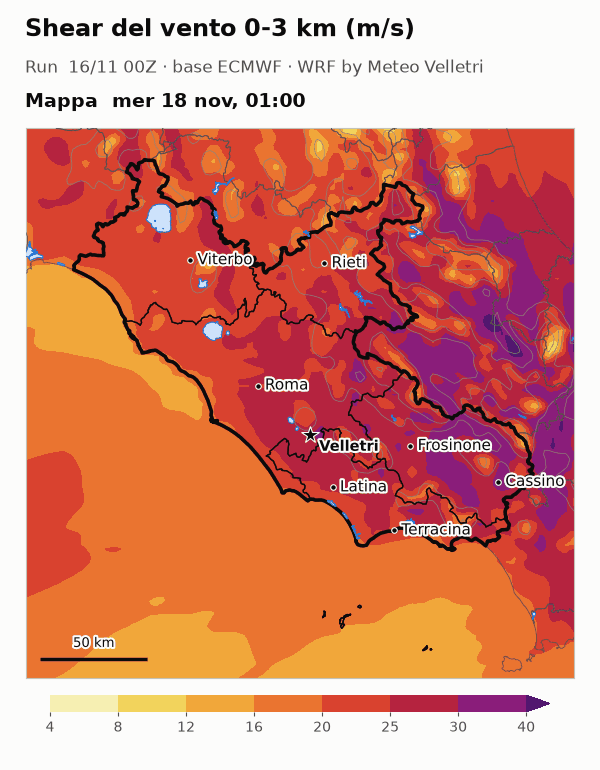 Shear del vento 0-3 km (m/s)
Run  16/11 00Z · base ECMWF · WRF by Meteo Velletri
Mappa  mer 18 nov, 01:00
Viterbo
Rieti
Roma
Velletri
Frosinone
Latina
Cassino
Terracina
50 km
4 8 12 16 20 25 30 40